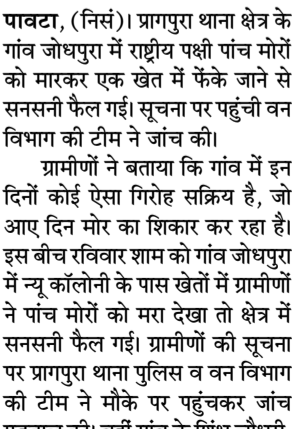 पावटा, (निसं)। प्रागपुरा थाना क्षेत्र के
गांव जोधपुरा में राष्ट्रीय पक्षी पांच मोरों
को मारकर एक खेत में फेंके जाने से
सनसनी फैल गई। सूचना पर पहुंची वन
विभाग की टीम ने जांच की।
ग्रामीणों ने बताया कि गांव में इन
दिनों कोई ऐसा गिरोह सक्रिय है, जो
आए दिन मोर का शिकार कर रहा है।
इस बीच रविवार शाम को गांव जोधपुरा
में न्यू कॉलोनी के पास खेतों में ग्रामीणों
ने पांच मोरों को मरा देखा तो क्षेत्र में
सनसनी फैल गई। ग्रामीणों की सूचना
पर प्रागपुरा थाना पुलिस व वन विभाग
की टीम ने मौके पर पहुंचकर जांच